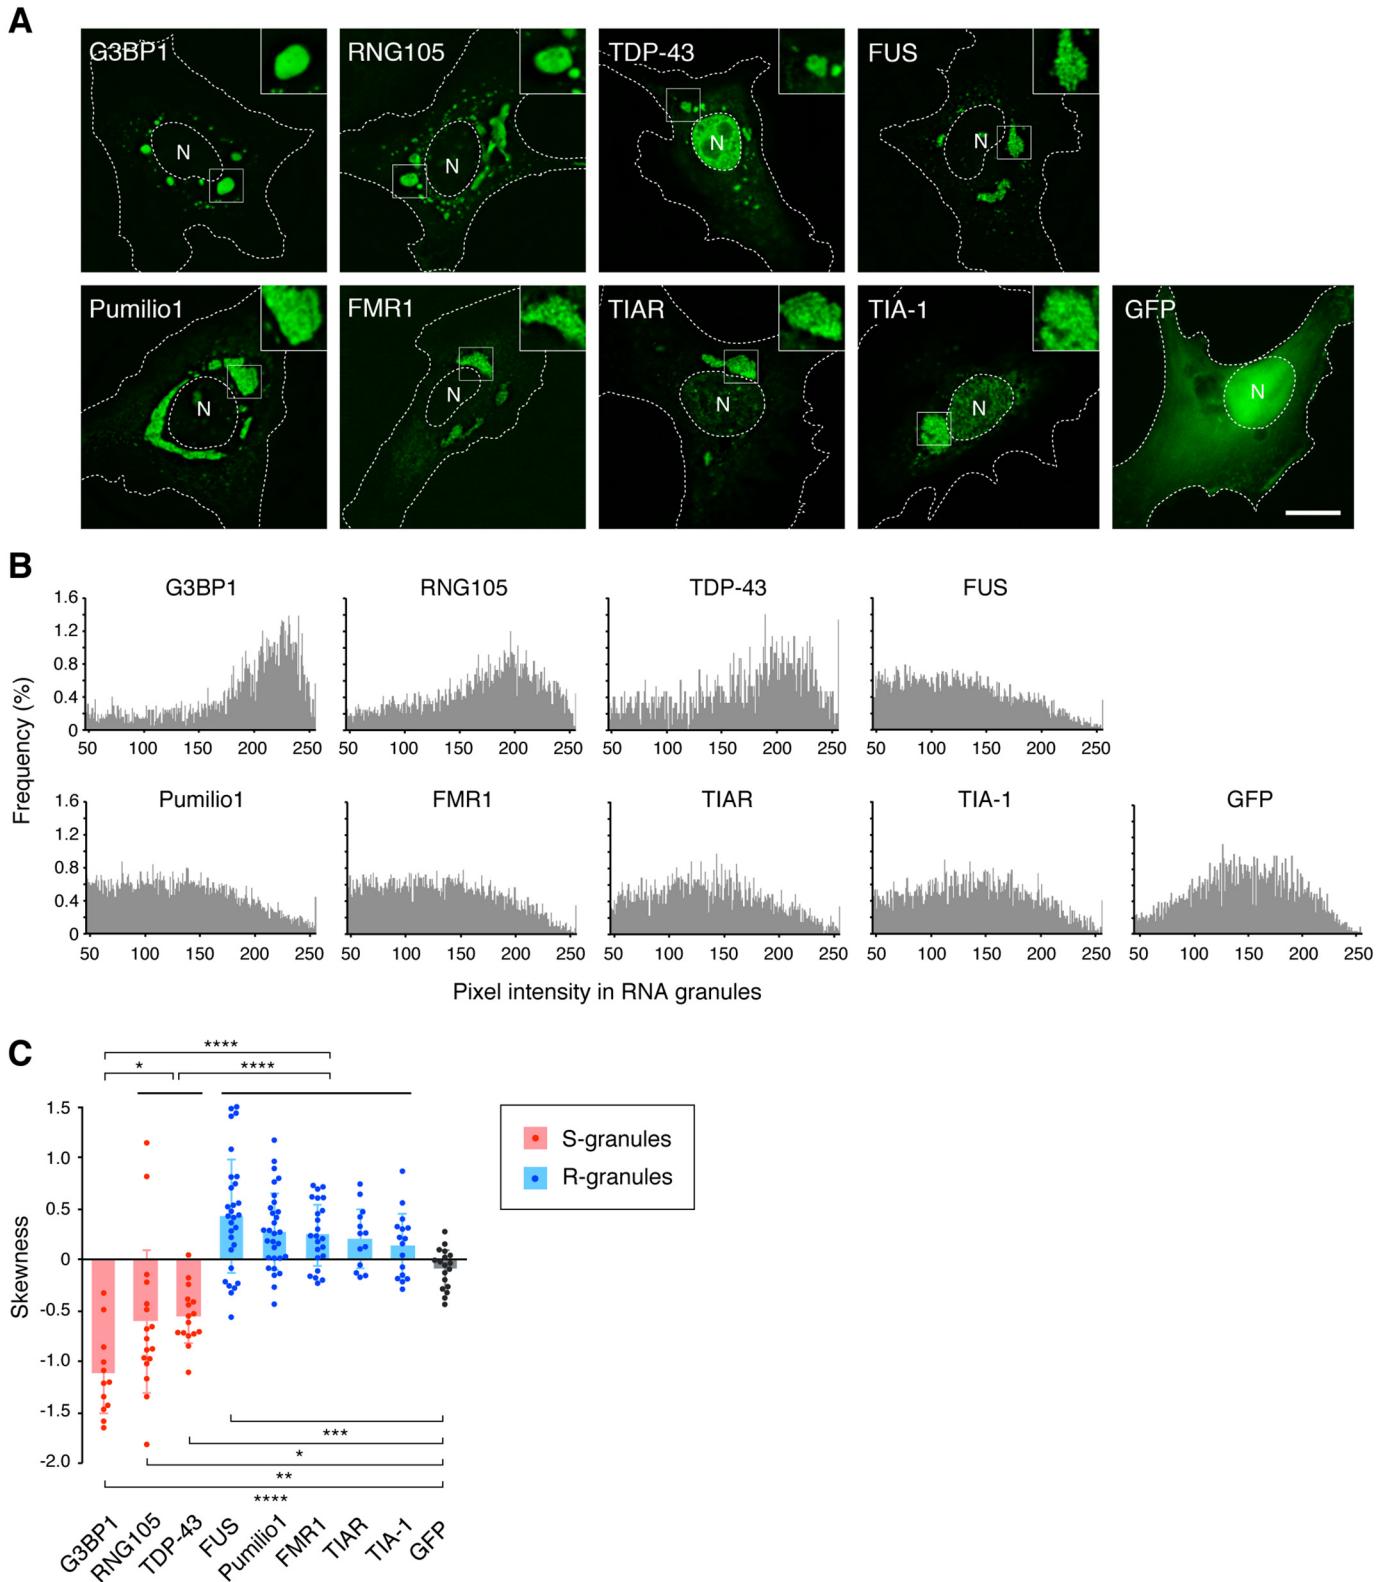 A
G3BP1
RNG105
TDP-43
FUS
N
N
N
N
Pumilio1
FMR1
TIAR
TIA-1
GFP
N
N
N
N
N
B
G3BP1
RNG105
TDP-43
FUS
1.6
1.2
0.8
0.4
0
50 100 150 200 250
50 100 150 200 250
50 100 150 200 250
50 100 150 200 250
Frequency (%)
Pumilio1
FMR1
TIAR
TIA-1
GFP
1.6
1.2
0.8
0.4
0
50 100 150 200 250
50 100 150 200 250
50 100 150 200 250
50 100 150 200 250
50 100 150 200 250
Pixel intensity in RNA granules
C
****
* ****
1.5
1.0
0.5
0
-0.5
-1.0
-1.5
-2.0
Skewness
S-granules
R-granules
***
*
**
****
G3BP1
RNG105
TDP-43
FUS
Pumilio1
FMR1
TIAR
TIA-1
GFP